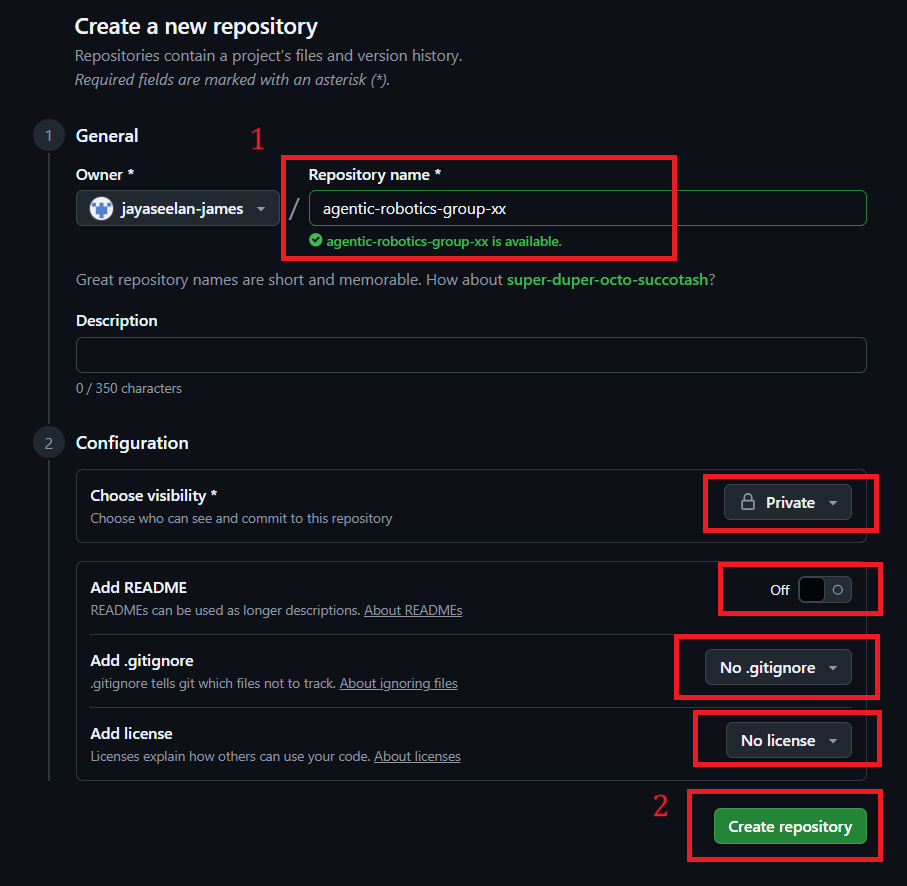 Create a new repository
Repositories contain a project's files and version history.
Required fields are marked with an asterisk (*).
1 General 1
Owner * Repository name *
jayaseelan-james / agentic-robotics-group-xx
agentic-robotics-group-xx is available.
Great repository names are short and memorable. How about super-duper-octo-succotash?
Description
0 / 350 characters
2 Configuration
Choose visibility * Private
Choose who can see and commit to this repository
Add README Off
READMEs can be used as longer descriptions. About READMEs
Add .gitignore No .gitignore
.gitignore tells git which files not to track. About ignoring files
Add license No license
Licenses explain how others can use your code. About licenses
2 Create repository